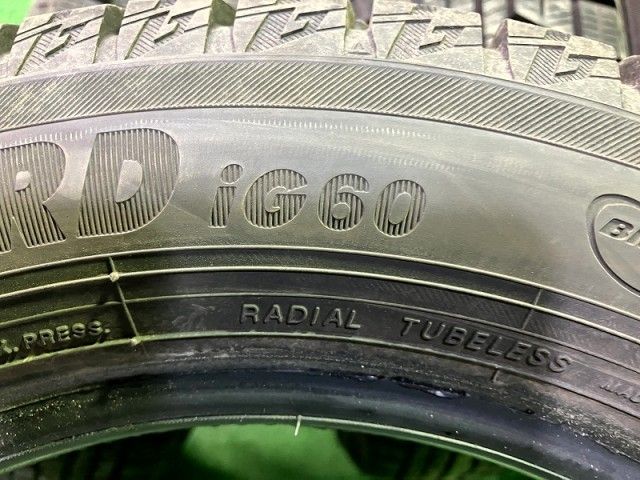 RD iG60
. PRESS.
RADIAL TUBELESS